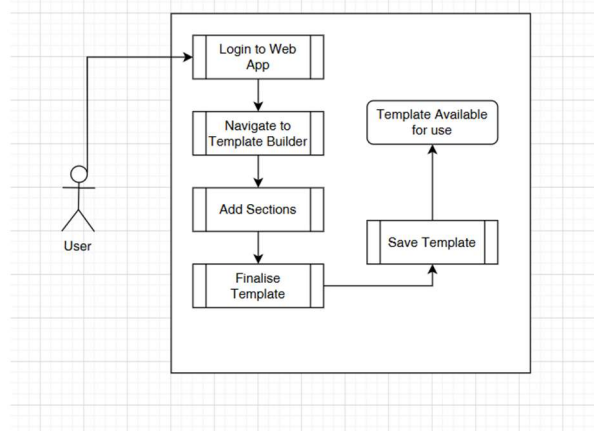 Login to Web
App
Navigate to
Template Builder
Add Sections
Finalise
Template
Save Template
Template Available
for use
User